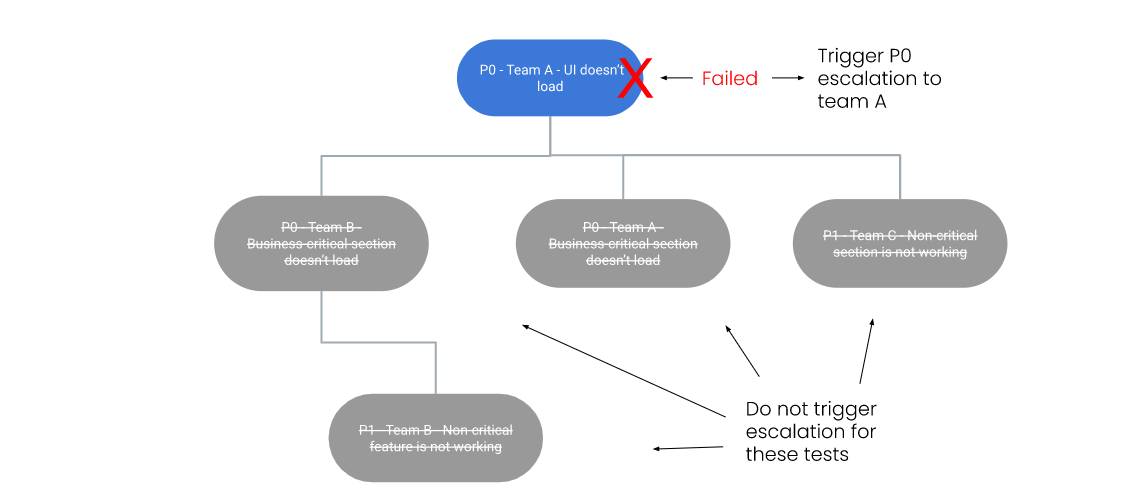 P0 - Team A - UI doesn't
load
X
Failed
Trigger P0
escalation to
team A
P0 - Team B -
Business critical section
doesn't load
P0 - Team A -
Business critical section
doesn't load
P1 - Team C - Non-critical
section is not working
P1 - Team B - Non critical
feature is not working
Do not trigger
escalation for
these tests